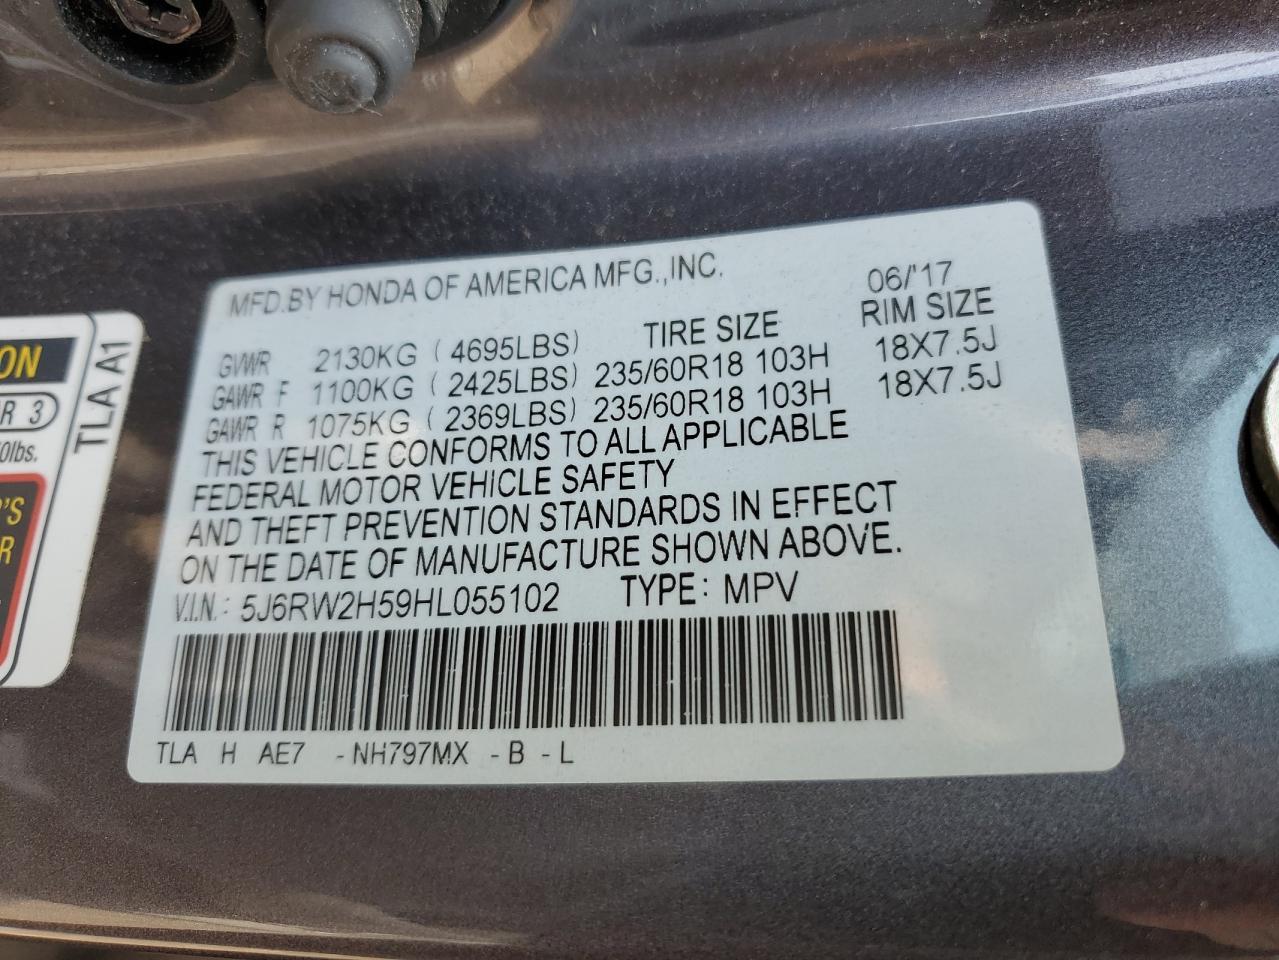 MFD.BY HONDA OF AMERICA MFG.,INC. 06/'17
TIRE SIZE RIM SIZE
GVWR 2130KG ( 4695LBS)
GAWR F 1100KG ( 2425LBS) 235/60R18 103H 18X7.5J
GAWR R 1075KG ( 2369LBS) 235/60R18 103H 18X7.5J
THIS VEHICLE CONFORMS TO ALL APPLICABLE
FEDERAL MOTOR VEHICLE SAFETY
AND THEFT PREVENTION STANDARDS IN EFFECT
ON THE DATE OF MANUFACTURE SHOWN ABOVE.
V.I.N.: 5J6RW2H59HL055102 TYPE: MPV
TLA H AE7 -NH797MX -B -L
TLA A1
ON
R 3
0lbs.
'S
R